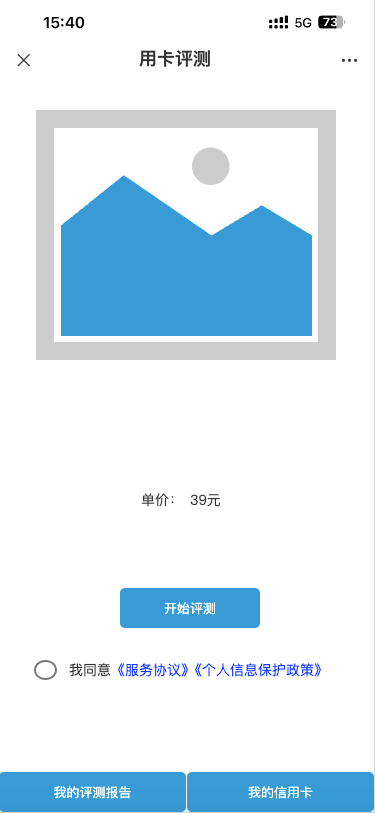 15:40 5G 73
用卡评测
单价： 39元
开始评测
我同意《服务协议》《个人信息保护政策》
我的评测报告 我的信用卡